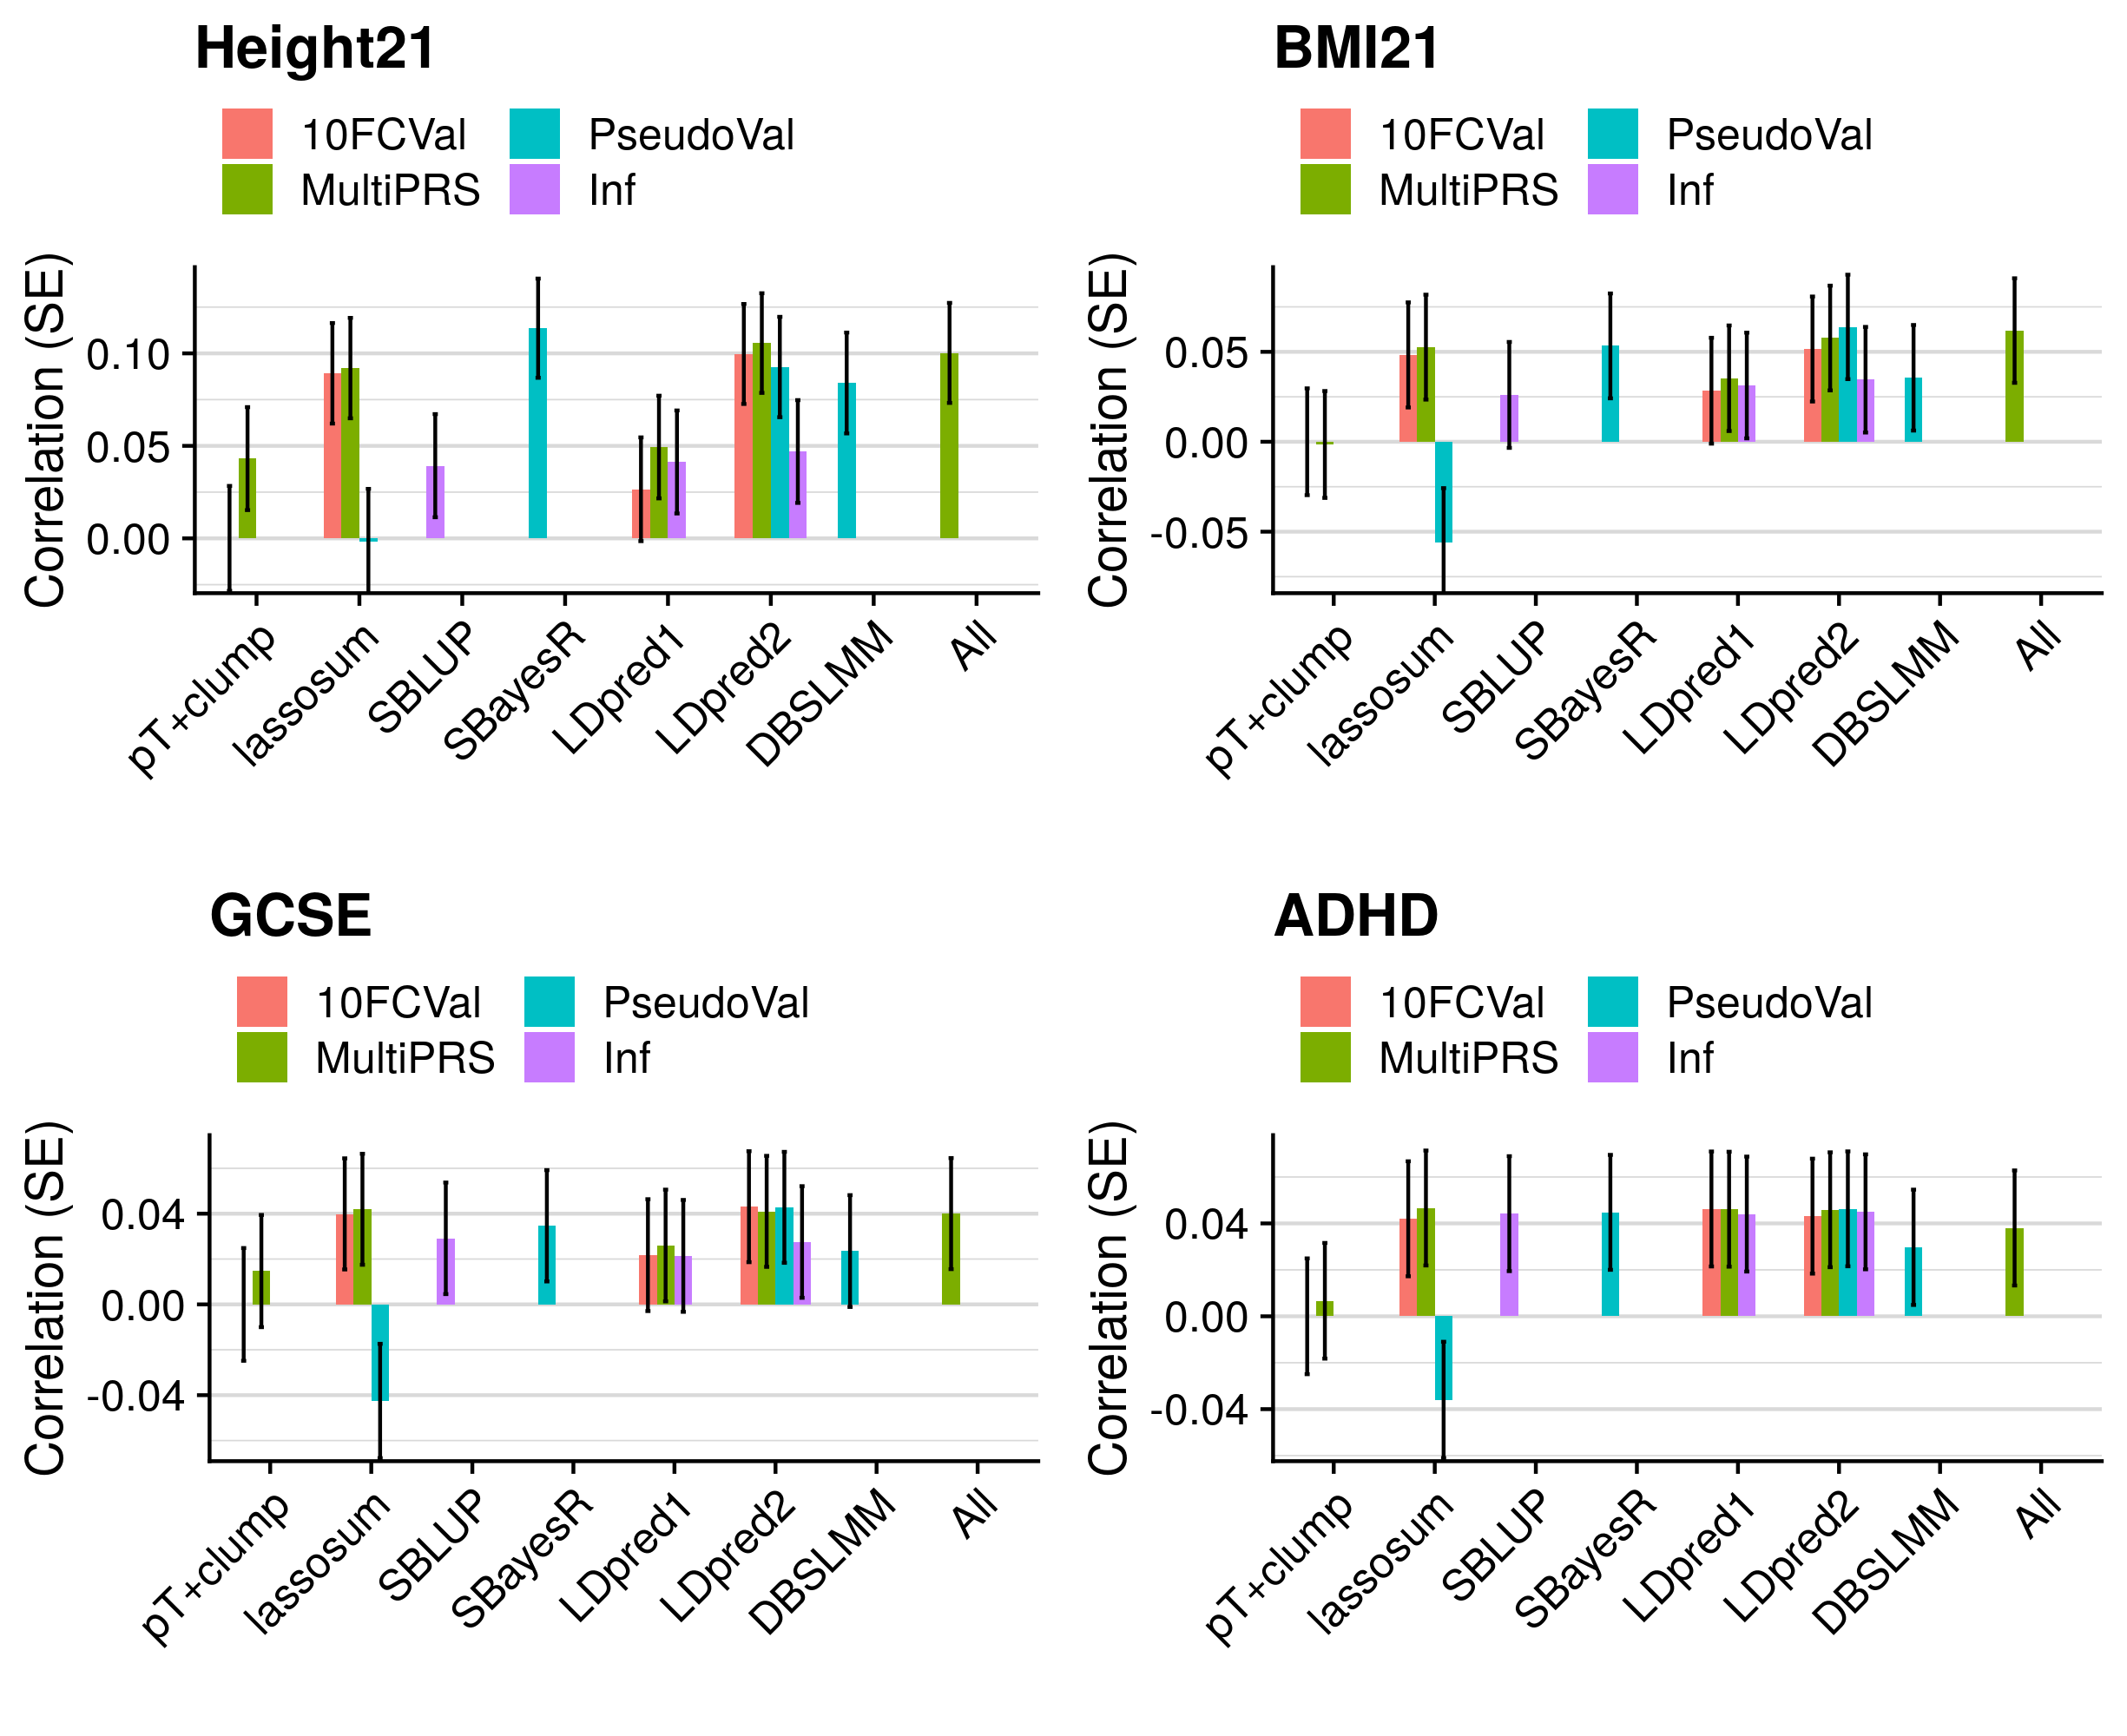 Height21
10FCVal PseudoVal
MultiPRS Inf
Correlation (SE)
0.10
0.05
0.00
pT+clump
lassosum
SBLUP
SBayesR
LDpred1
LDpred2
DBSLMM
All
BMI21
10FCVal PseudoVal
MultiPRS Inf
Correlation (SE)
0.05
0.00
-0.05
pT+clump
lassosum
SBLUP
SBayesR
LDpred1
LDpred2
DBSLMM
All
GCSE
10FCVal PseudoVal
MultiPRS Inf
Correlation (SE)
0.04
0.00
-0.04
pT+clump
lassosum
SBLUP
SBayesR
LDpred1
LDpred2
DBSLMM
All
ADHD
10FCVal PseudoVal
MultiPRS Inf
Correlation (SE)
0.04
0.00
-0.04
pT+clump
lassosum
SBLUP
SBayesR
LDpred1
LDpred2
DBSLMM
All